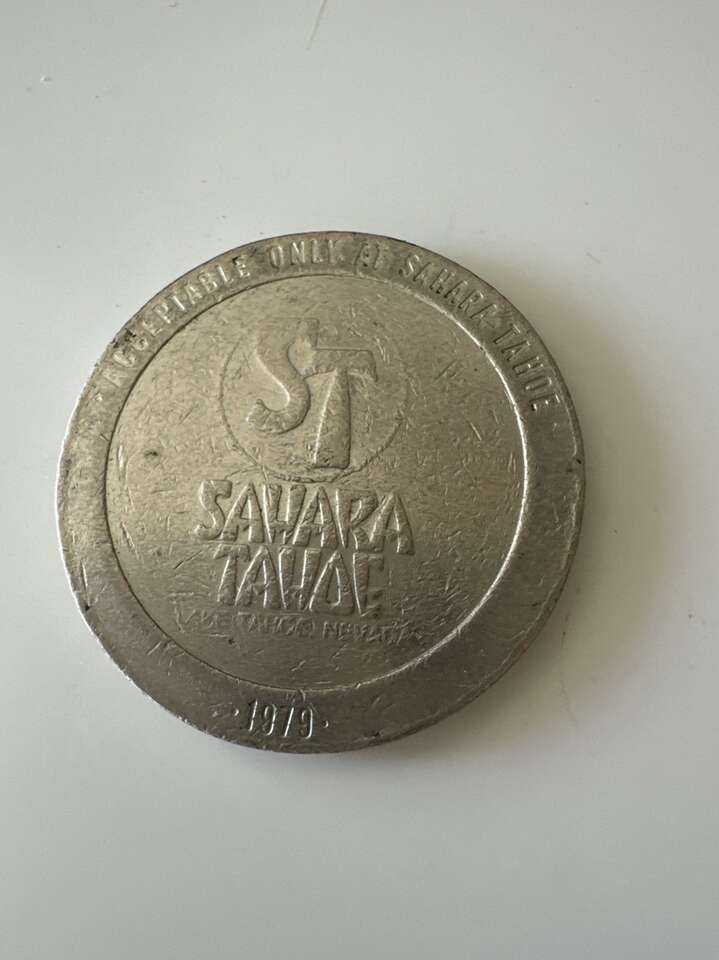 ACCEPTABLE ONLY at SAHARA TAHOE
ST
SAHARA
TAHOE
LAKE TAHOE, NEVADA
· 1979 ·